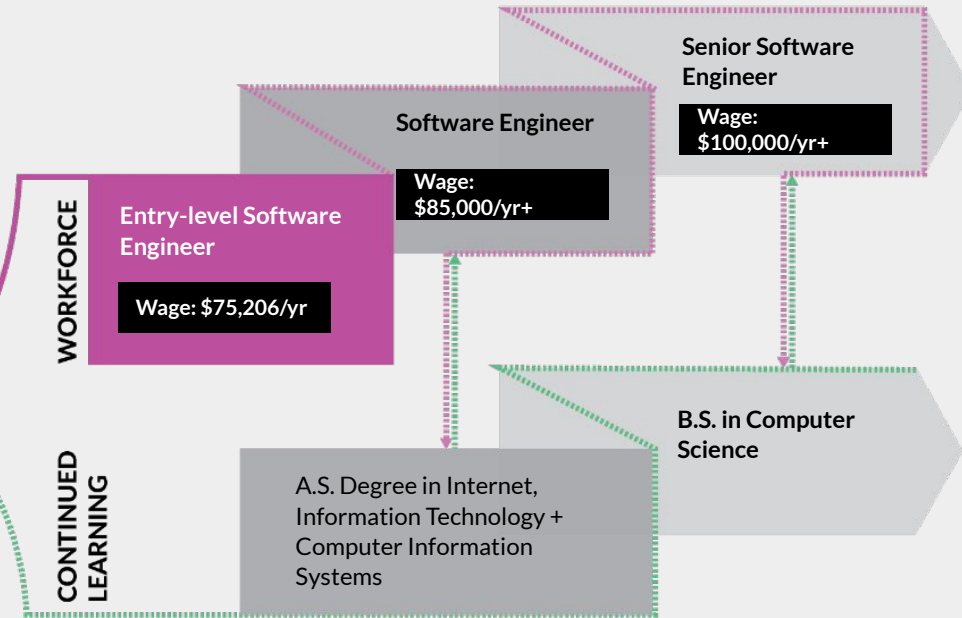 Senior Software
Engineer
Wage:
$100,000/yr+
Software Engineer
Wage:
$85,000/yr+
WORKFORCE
Entry-level Software
Engineer
Wage: $75,206/yr
B.S. in Computer
Science
CONTINUED
LEARNING
A.S. Degree in Internet,
Information Technology +
Computer Information
Systems